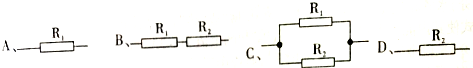 A、 R₁ B、 R₁ R₂ C、 R₁ R₂ D、 R₂